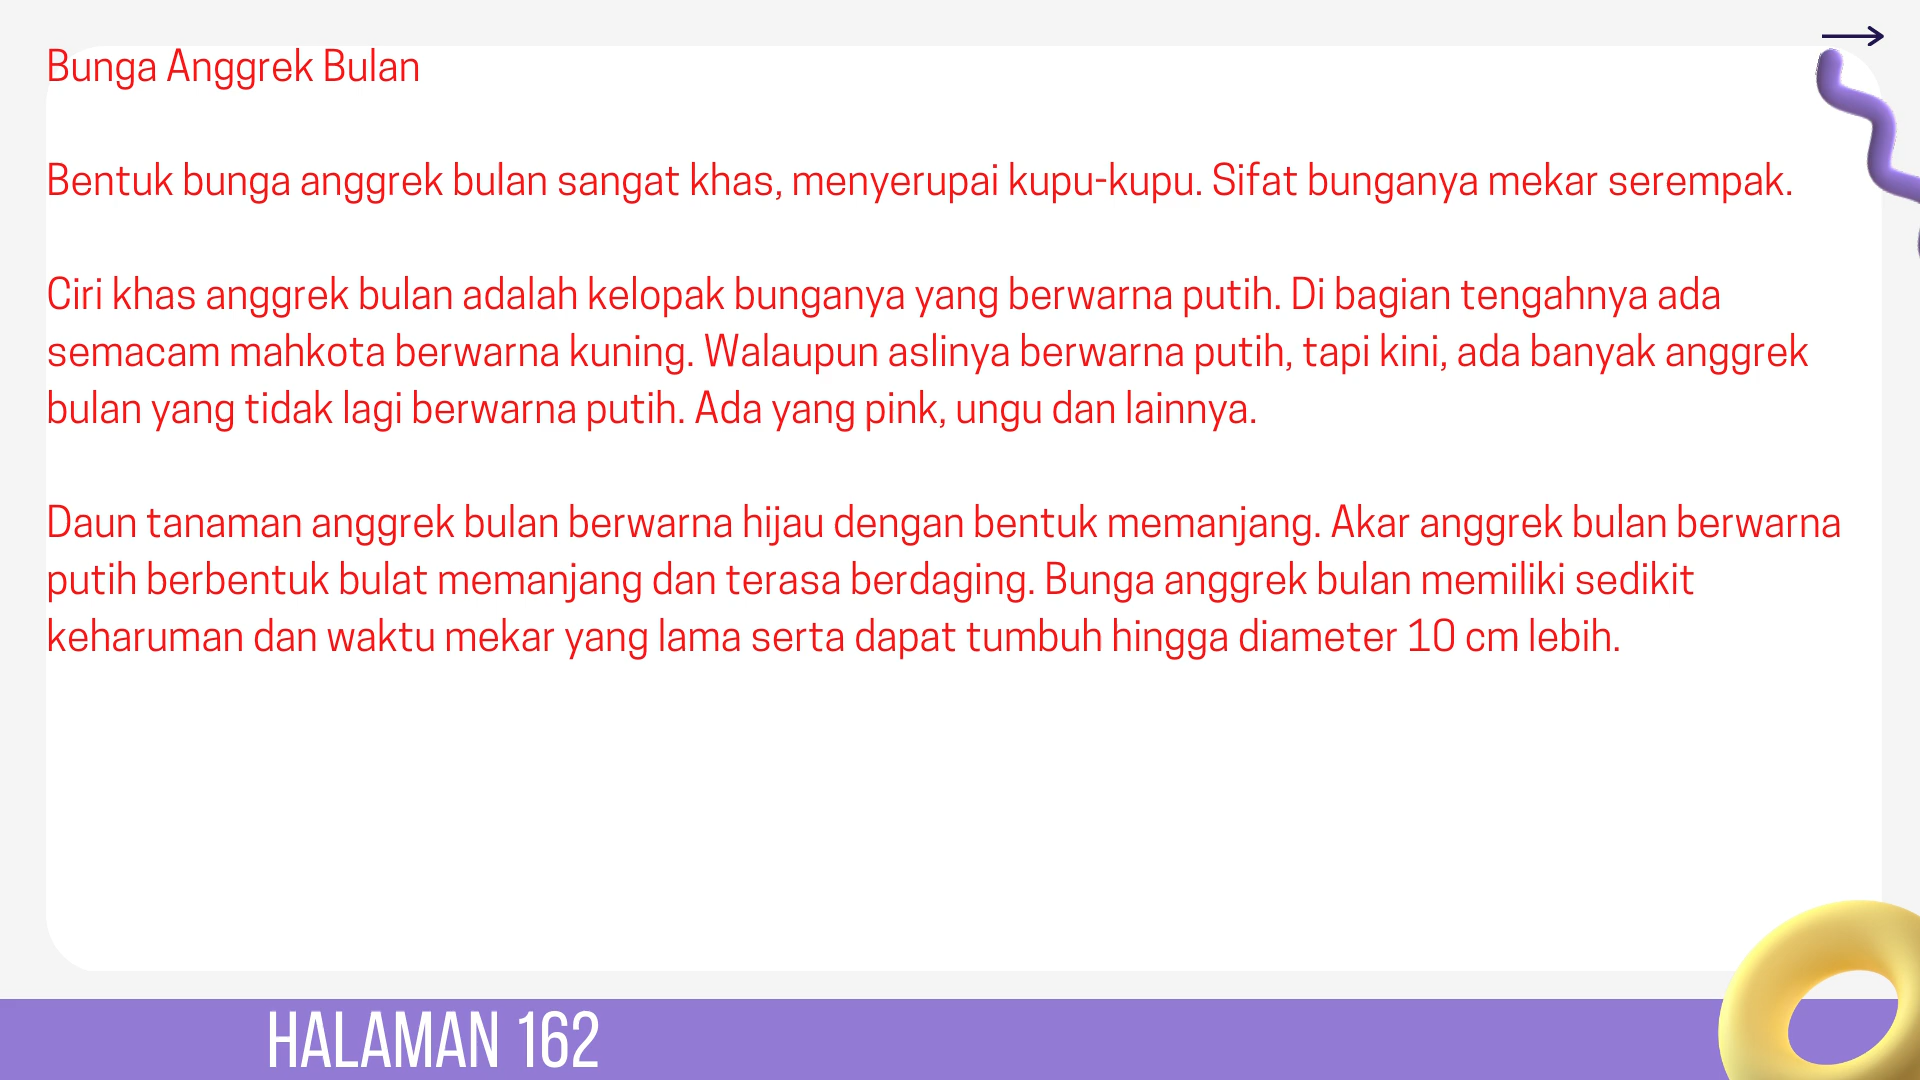 Bunga Anggrek Bulan
Bentuk bunga anggrek bulan sangat khas, menyerupai kupu-kupu. Sifat bunganya mekar serempak.
Ciri khas anggrek bulan adalah kelopak bunganya yang berwarna putih. Di bagian tengahnya ada
semacam mahkota berwarna kuning. Walaupun aslinya berwarna putih, tapi kini, ada banyak anggrek
bulan yang tidak lagi berwarna putih. Ada yang pink, ungu dan lainnya.
Daun tanaman anggrek bulan berwarna hijau dengan bentuk memanjang. Akar anggrek bulan berwarna
putih berbentuk bulat memanjang dan terasa berdaging. Bunga anggrek bulan memiliki sedikit
keharuman dan waktu mekar yang lama serta dapat tumbuh hingga diameter 10 cm lebih.
HALAMAN 162